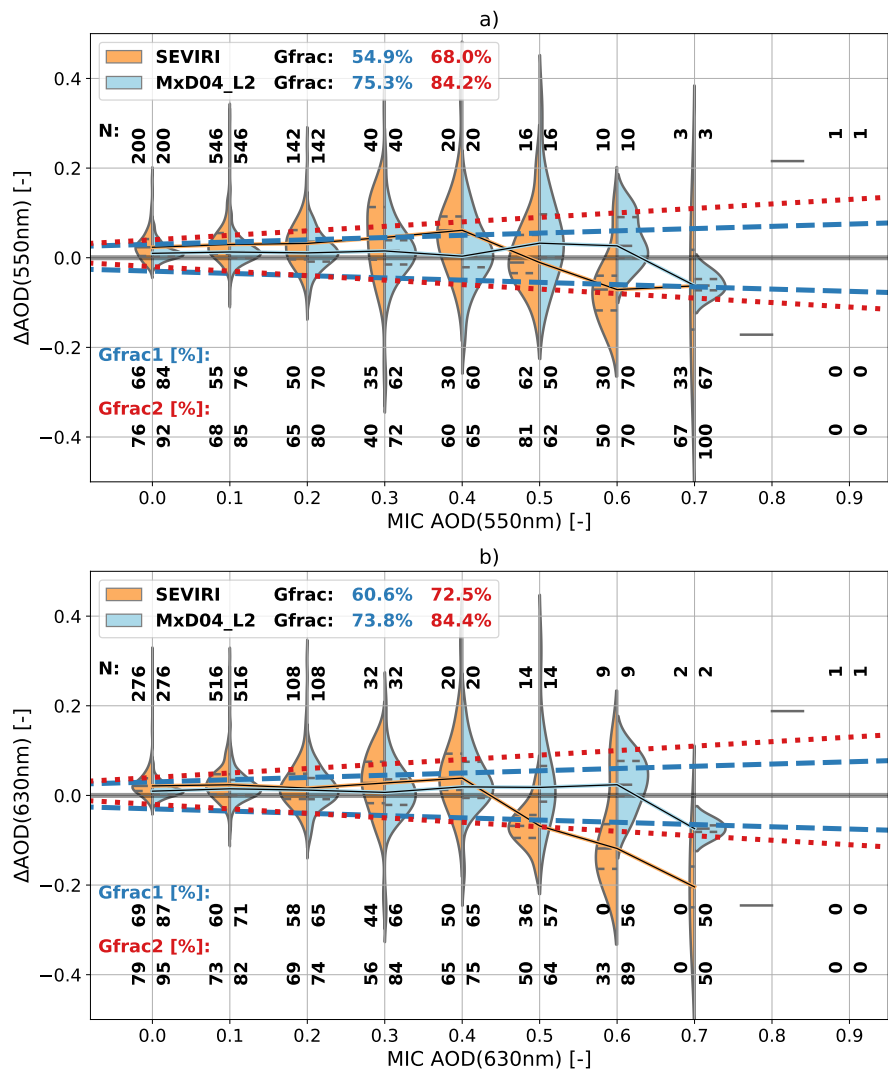 a)
SEVIRI Gfrac: 54.9% 68.0%
MxD04_L2 Gfrac: 75.3% 84.2%
0.4
N: 200 200 546 546 142 142 40 40 20 20 16 16 10 10 3 3 1 1
0.2
0.0
ΔAOD(550nm) [-]
−0.2
Gfrac1 [%]:
66 84 55 76 50 70 35 62 30 60 62 50 30 70 33 67 0 0
Gfrac2 [%]:
76 92 68 85 65 80 40 72 60 65 81 62 50 70 67 100 0 0
−0.4
0.0 0.1 0.2 0.3 0.4 0.5 0.6 0.7 0.8 0.9
MIC AOD(550nm) [-]
b)
SEVIRI Gfrac: 60.6% 72.5%
MxD04_L2 Gfrac: 73.8% 84.4%
0.4
N: 276 276 516 516 108 108 32 32 20 20 14 14 9 9 2 2 1 1
0.2
0.0
ΔAOD(630nm) [-]
−0.2
Gfrac1 [%]:
69 87 60 71 58 65 44 66 50 65 36 57 0 56 0 50 0 0
Gfrac2 [%]:
79 95 73 82 69 74 56 84 65 75 50 64 33 89 0 50 0 0
−0.4
0.0 0.1 0.2 0.3 0.4 0.5 0.6 0.7 0.8 0.9
MIC AOD(630nm) [-]